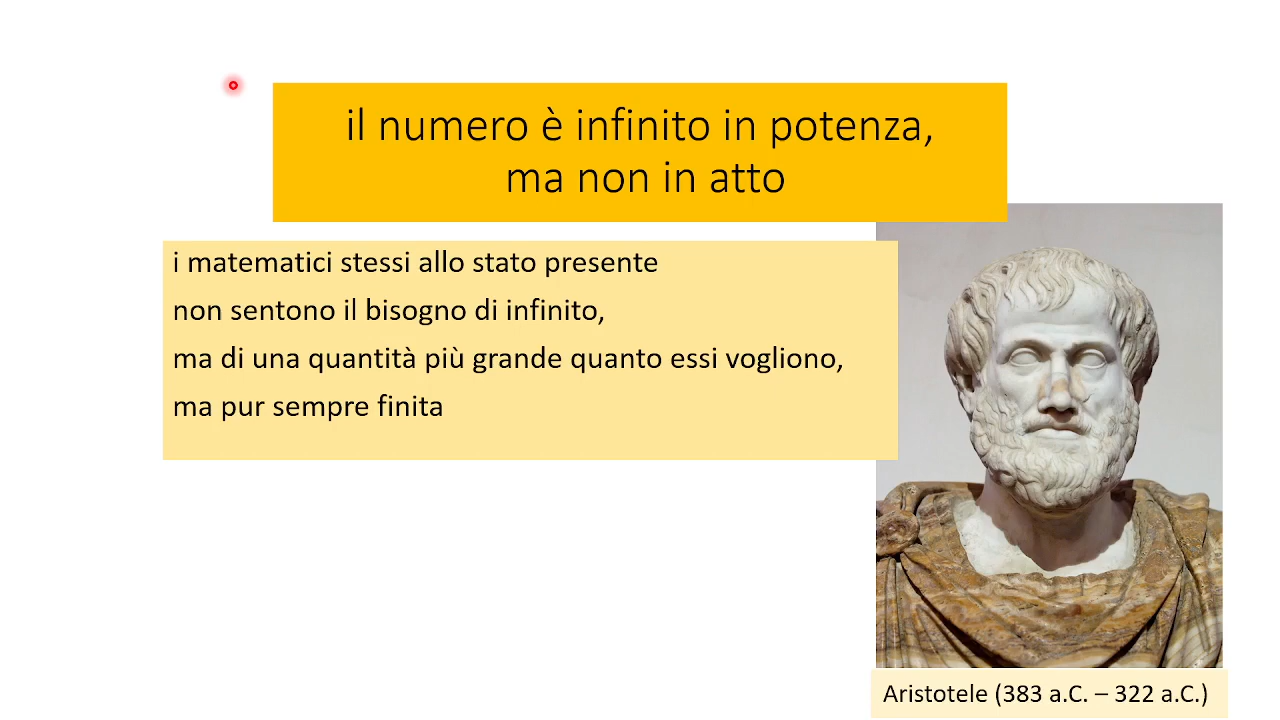 il numero è infinito in potenza,
ma non in atto
i matematici stessi allo stato presente
non sentono il bisogno di infinito,
ma di una quantità più grande quanto essi vogliono,
ma pur sempre finita
Aristotele (383 a.C. – 322 a.C.)